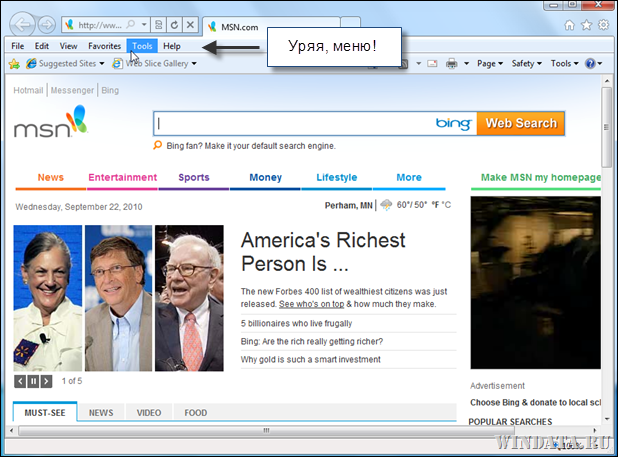 http://ww...
MSN.com
File Edit View Favorites Tools Help
Уряя, меню!
Suggested Sites Web Slice Gallery Page Safety Tools
Hotmail Messenger Bing
msn
bing Web Search
Bing fan? Make it your default search engine.
News Entertainment Sports Money Lifestyle More
Make MSN my homepage
Wednesday, September 22, 2010
Perham, MN 60°/ 50° °F °C
America's Richest
Person Is ...
The new Forbes 400 list of wealthiest citizens was just
released. See who's on top & how much they make.
5 billionaires who live frugally
Bing: Are the rich really getting richer?
Why gold is such a smart investment
1 of 5
Advertisement
Choose Bing & donate to local sc
MUST-SEE NEWS VIDEO FOOD
POPULAR SEARCHES
100%
WINDATA.RU